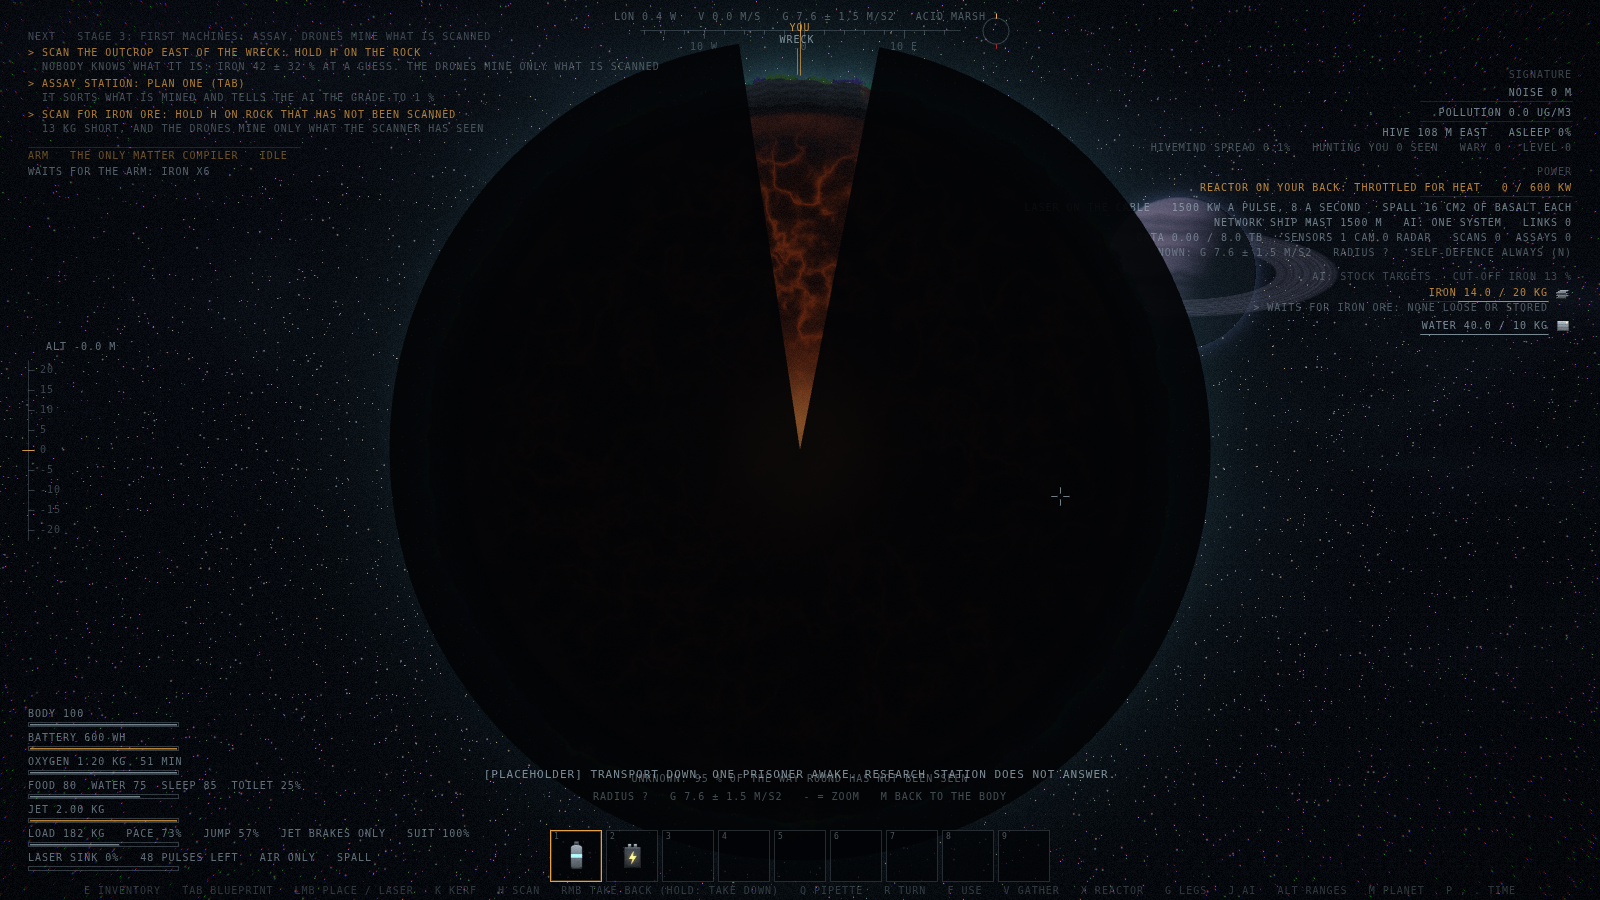 LON 0.4 W   V 0.0 M/S   G 7.6 ± 1.5 M/S2   ACID MARSH
YOU
WRECK
10 W   0   10 E
NEXT   STAGE 3: FIRST MACHINES. ASSAY, DRONES MINE WHAT IS SCANNED
> SCAN THE OUTCROP EAST OF THE WRECK: HOLD H ON THE ROCK
NOBODY KNOWS WHAT IT IS: IRON 42 ± 32 % AT A GUESS. THE DRONES MINE ONLY WHAT IS SCANNED
> ASSAY STATION: PLAN ONE (TAB)
IT SORTS WHAT IS MINED AND TELLS THE AI THE GRADE TO 1 %
> SCAN FOR IRON ORE: HOLD H ON ROCK THAT HAS NOT BEEN SCANNED
13 KG SHORT, AND THE DRONES MINE ONLY WHAT THE SCANNER HAS SEEN
ARM   THE ONLY MATTER COMPILER   IDLE
WAITS FOR THE ARM: IRON X6
SIGNATURE
NOISE 0 M
POLLUTION 0.0 UG/M3
HIVE 108 M EAST   ASLEEP 0%
HIVEMIND SPREAD 0.1%   HUNTING YOU 0 SEEN   WARY 0   LEVEL 0
POWER
REACTOR ON YOUR BACK: THROTTLED FOR HEAT   0 / 600 KW
1500 KW A PULSE, 8 A SECOND   SPALL 16 CM2 OF BASALT EACH
NETWORK SHIP MAST 1500 M   AI: ONE SYSTEM   LINKS 0
0.00 / 8.0 TB   SENSORS 1 CAM 0 RADAR   SCANS 0   ASSAYS 0
G 7.6 ± 1.5 M/S2   RADIUS ?   SELF-DEFENCE ALWAYS (N)
AI: STOCK TARGETS   CUT-OFF IRON 13 %
IRON 14.0 / 20 KG
> WAITS FOR IRON ORE: NONE LOOSE OR STORED
WATER 40.0 / 10 KG
ALT -0.0 M
20
15
10
5
0
-5
-10
-15
-20
BODY 100
BATTERY 600 WH
OXYGEN 1.20 KG, 51 MIN
FOOD 80   WATER 75   SLEEP 85   TOILET 25%
JET 2.00 KG
LOAD 182 KG   PACE 73%   JUMP 57%   JET BRAKES ONLY   SUIT 100%
LASER SINK 0%   48 PULSES LEFT   AIR ONLY   SPALL
[PLACEHOLDER] TRANSPORT DOWN. ONE PRISONER AWAKE. RESEARCH STATION DOES NOT ANSWER.
RADIUS ?   G 7.6 ± 1.5 M/S2   - = ZOOM   M BACK TO THE BODY
1 2 3 4 5 6 7 8 9
E INVENTORY   TAB BLUEPRINT   LMB PLACE / LASER   K KERF   H SCAN   RMB TAKE BACK (HOLD: TAKE DOWN)   Q PIPETTE   R TURN   F USE   V GATHER   X REACTOR   G LEGS   J AI   ALT RANGES   M PLANET   P   TIME